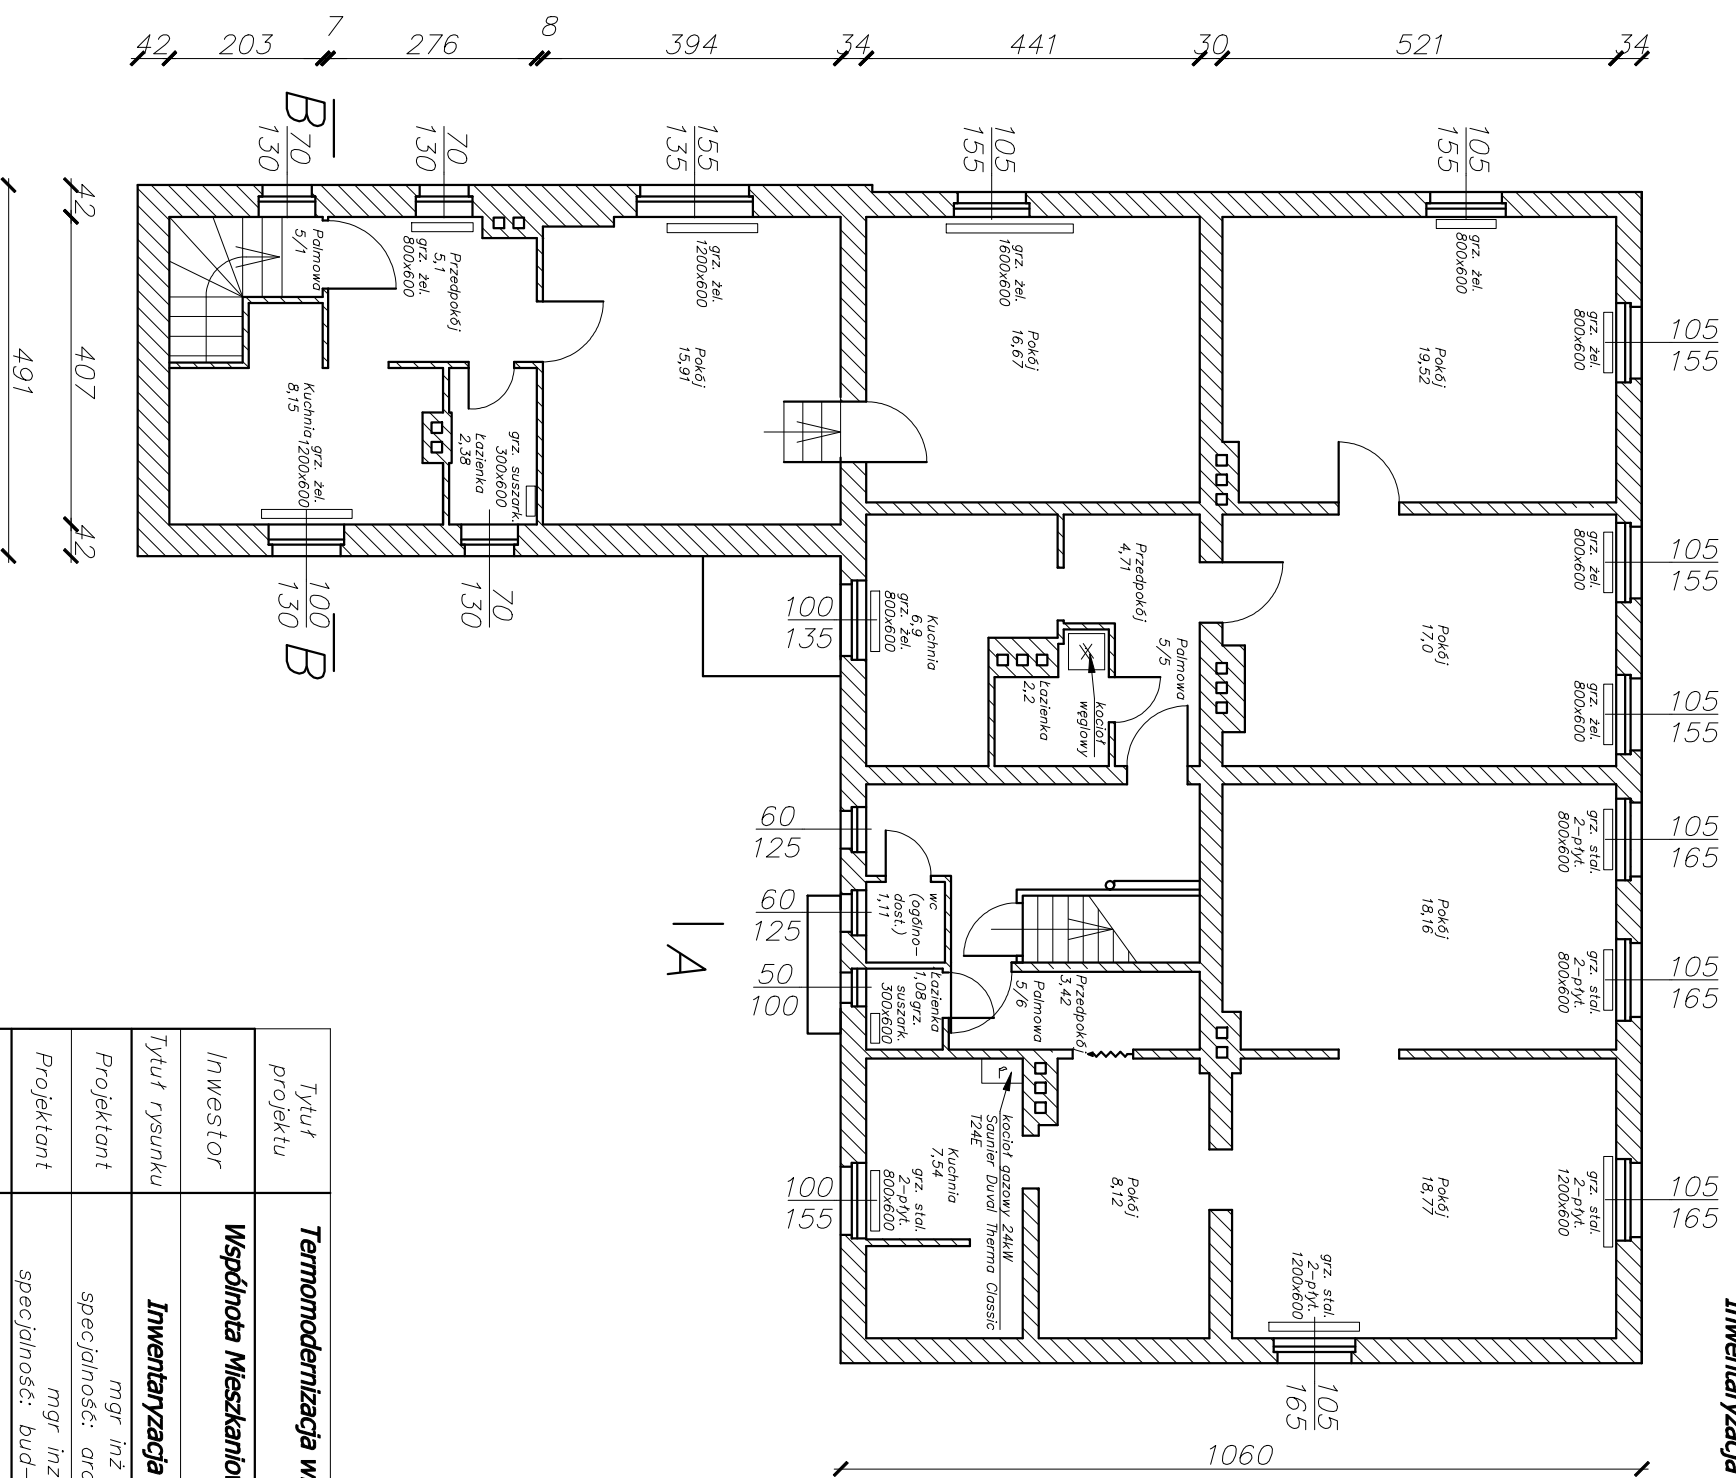 42
203
7
276
8
394
34
441
30
521
34
B
70
130
70
130
155
135
105
155
105
155
42
407
42
491
Palmowa
5/1
Przedpokój
5,1
grz. żel.
800x600
grz. żel.
1200x600
Pokój
15,91
grz. żel.
1600x600
Pokój
16,67
grz. żel.
800x600
Pokój
19,52
grz. żel.
800x600
105
155
Kuchnia
8,15
grz. żel.
1200x600
grz. suszark.
300x600
Łazienka
2,38
100
130
B
70
130
100
135
Kuchnia
6,9
grz. żel.
800x600
Przedpokój
4,71
Palmowa
5/5
Łazienka
2,2
kocioł
węglowy
Pokój
17,0
grz. żel.
800x600
105
155
grz. żel.
800x600
105
155
60
125
60
125
50
100
A
wc
(ogólno-
dost.)
1,11
Łazienka
1,08
grz.
suszark.
300x600
Przedpokój
3,42
Palmowa
5/6
Pokój
18,16
grz. stal.
2-płyt.
800x600
105
165
grz. stal.
2-płyt.
800x600
105
165
kocioł gazowy 24kW
Saunier Duval Therma Classic
T24E
Kuchnia
7,54
grz. stal.
2-płyt.
800x600
100
155
Pokój
8,12
Pokój
18,77
grz. stal.
2-płyt.
1200x600
105
165
grz. stal.
2-płyt.
1200x600
105
165
1060
Inwentaryzacja
Tytuł
projektu
Termomodernizacja w
Inwestor
Wspólnota Mieszkaniow
Tytuł rysunku
Inwentaryzacja
Projektant
mgr inż
specjalność: arc
Projektant
mgr inż
specjalność: bud-